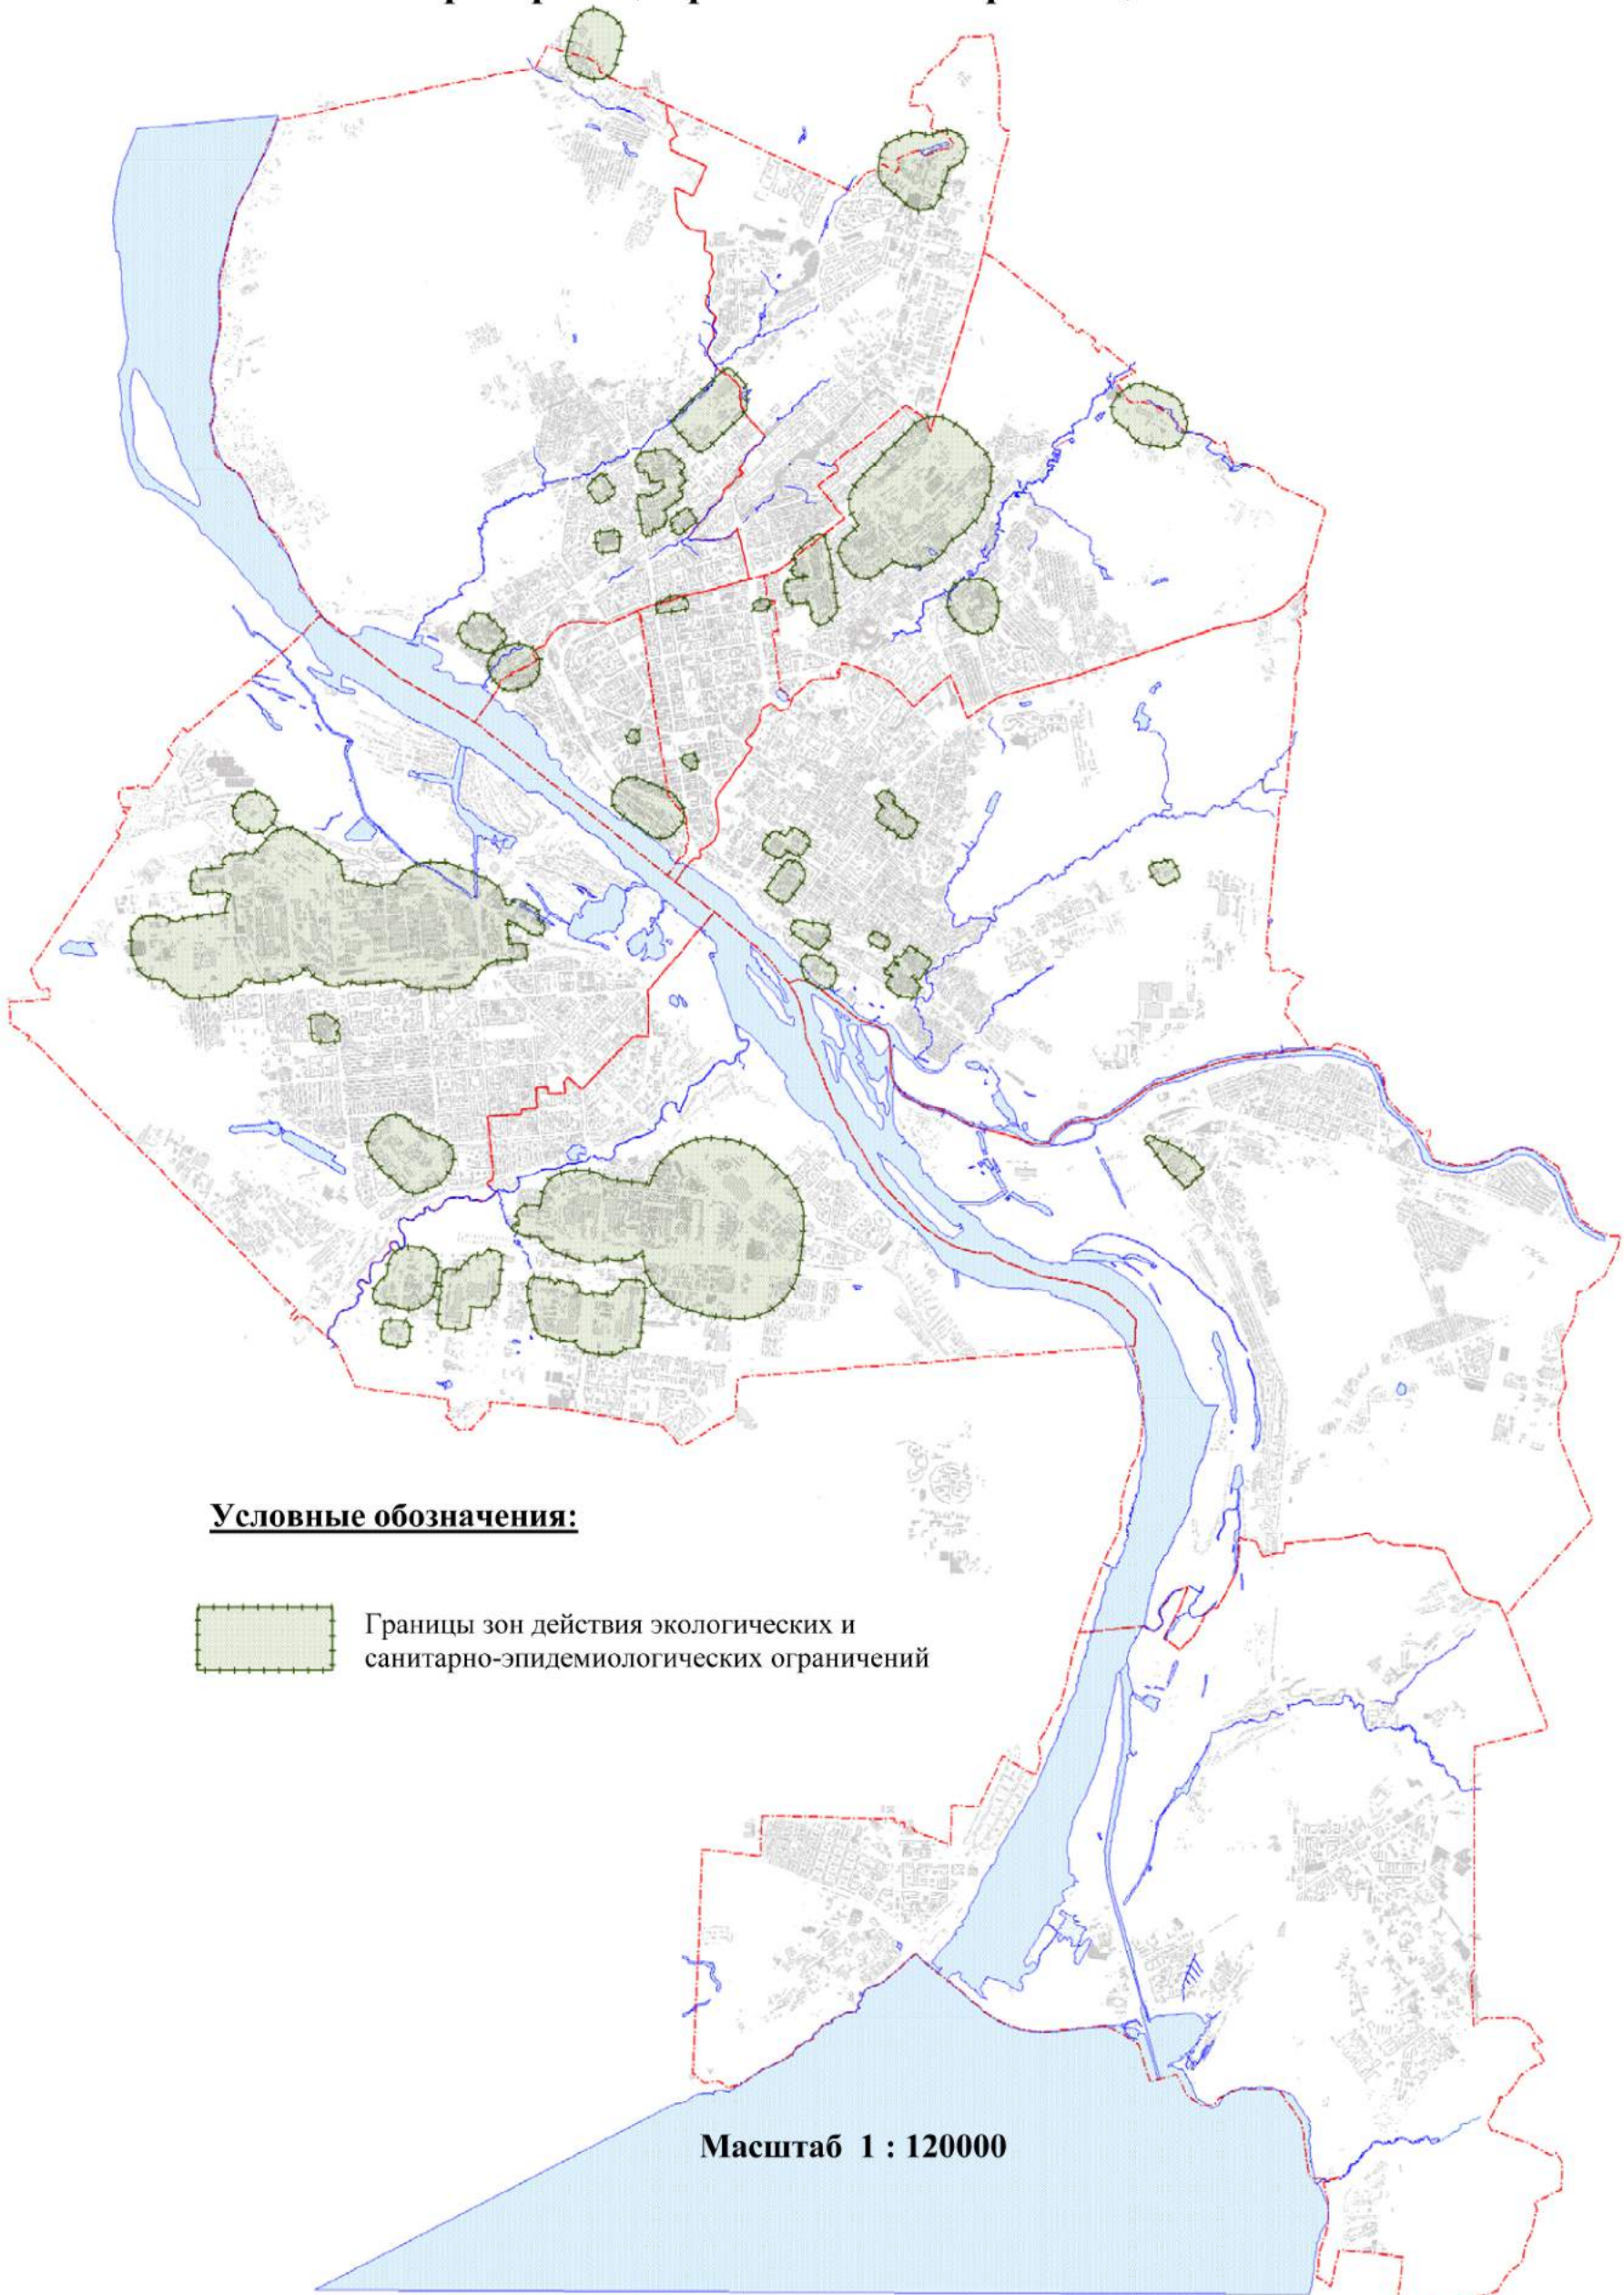 Условные обозначения:
Границы зон действия экологических и
санитарно-эпидемиологических ограничений
Масштаб 1 : 120000